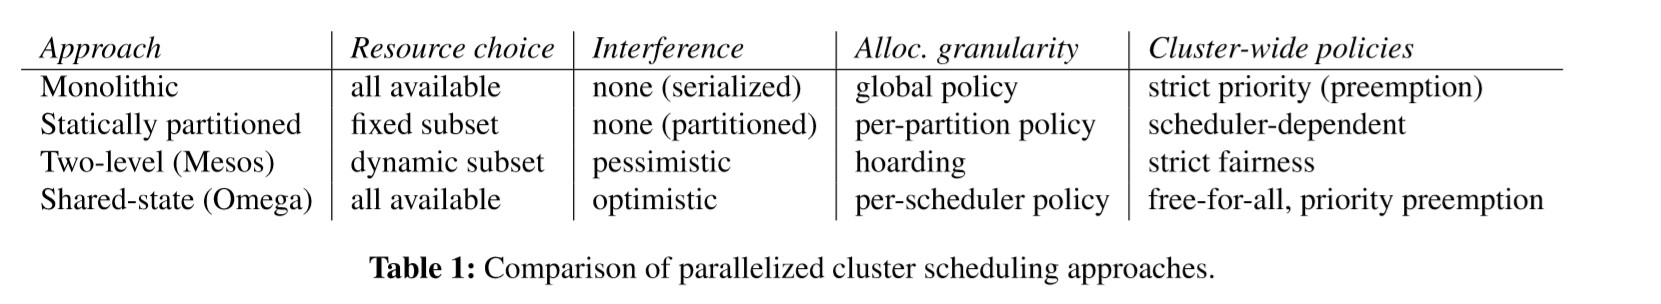 Approach Resource choice Interference Alloc. granularity Cluster-wide policies
Monolithic all available none (serialized) global policy strict priority (preemption)
Statically partitioned fixed subset none (partitioned) per-partition policy scheduler-dependent
Two-level (Mesos) dynamic subset pessimistic hoarding strict fairness
Shared-state (Omega) all available optimistic per-scheduler policy free-for-all, priority preemption
Table 1: Comparison of parallelized cluster scheduling approaches.